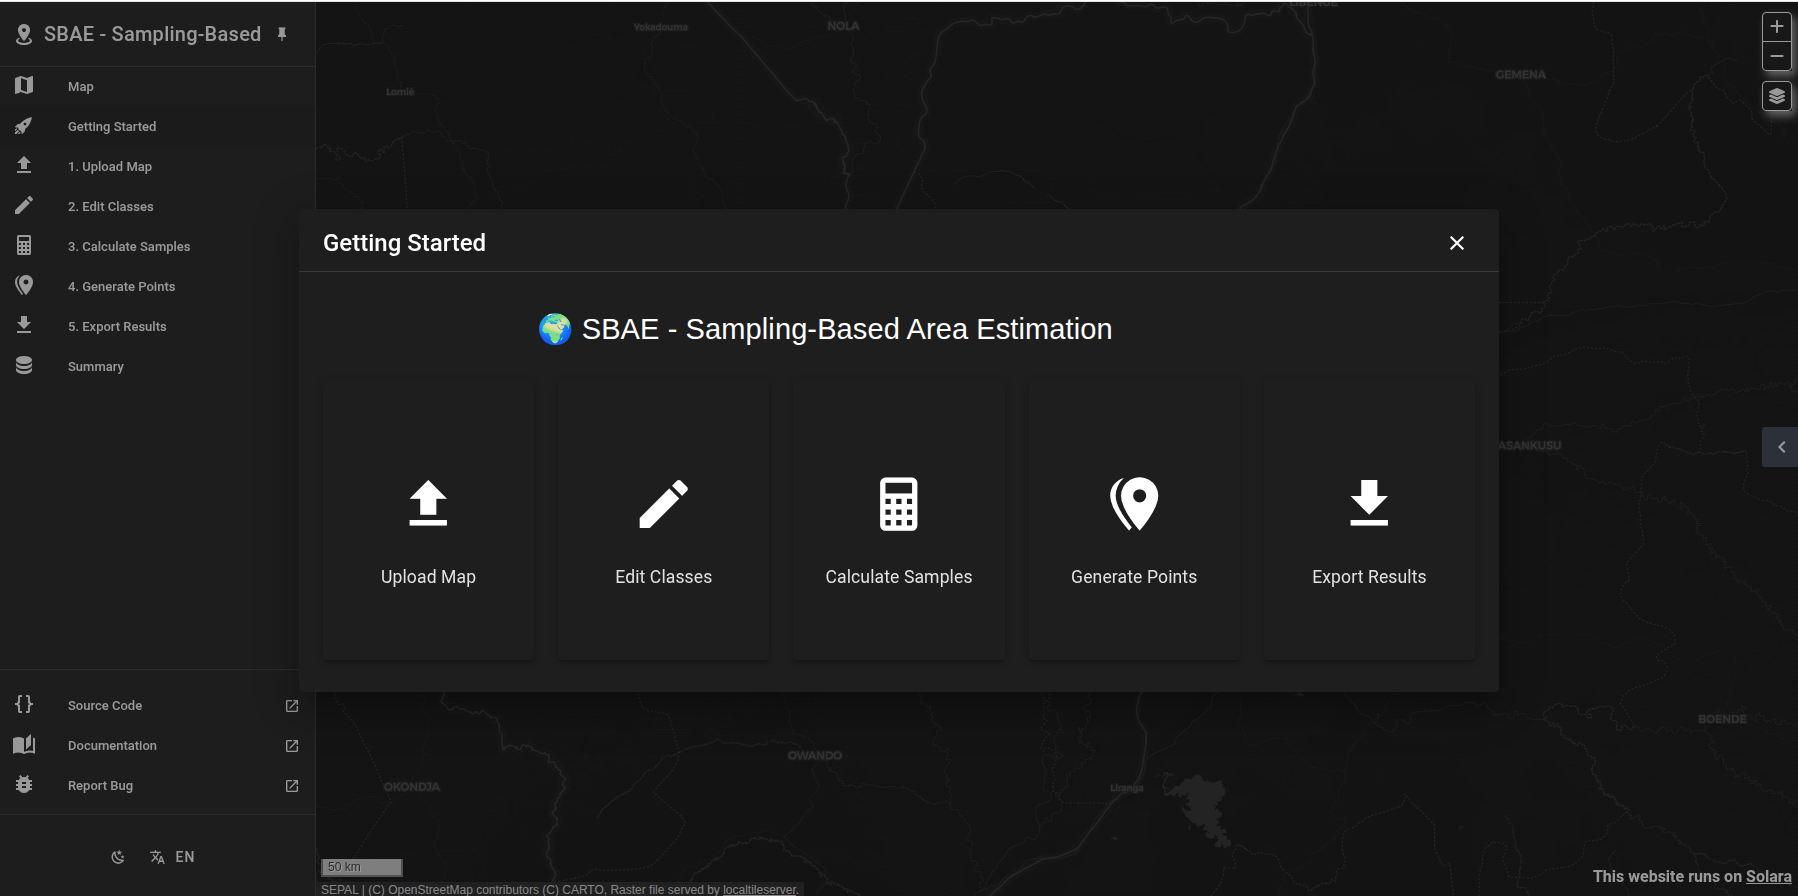 SBAE - Sampling-Based
Map
Getting Started
1. Upload Map
2. Edit Classes
3. Calculate Samples
4. Generate Points
5. Export Results
Summary
Source Code
Documentation
Report Bug
EN
Yokadouma
NOLA
Lomié
GEMENA
Getting Started
SBAE - Sampling-Based Area Estimation
Upload Map
Edit Classes
Calculate Samples
Generate Points
Export Results
ASANKUSU
BOENDE
OWANDO
OKONDJA
Liranga
50 km
SEPAL | (C) OpenStreetMap contributors (C) CARTO, Raster file served by localtileserver.
This website runs on Solara